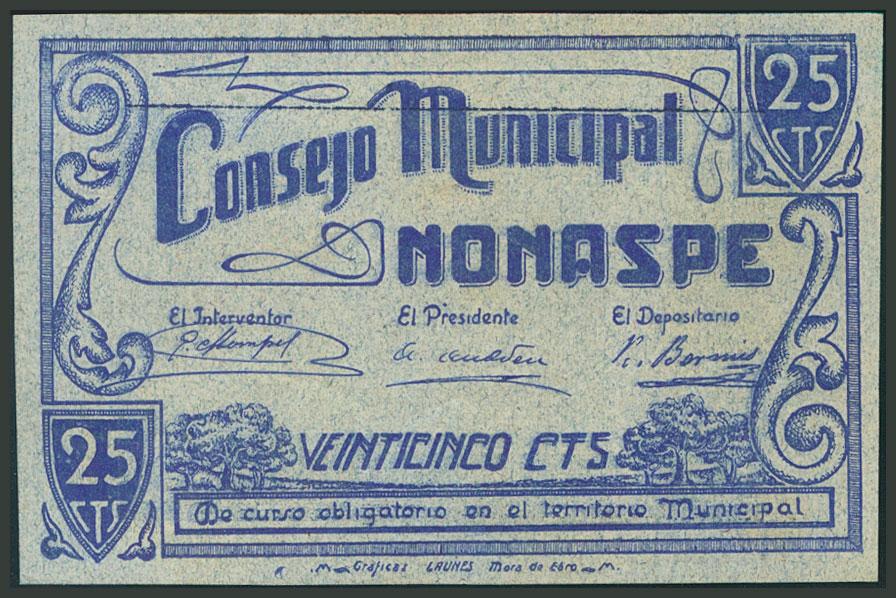 25
CTS
Consejo Municipal
NONASPE
El Interventor El Presidente El Depositario
R. Bernis
VEINTICINCO CTS
25
CTS
De curso obligatorio en el territorio Municipal
Gráficas LAUNES Mora de Ebro